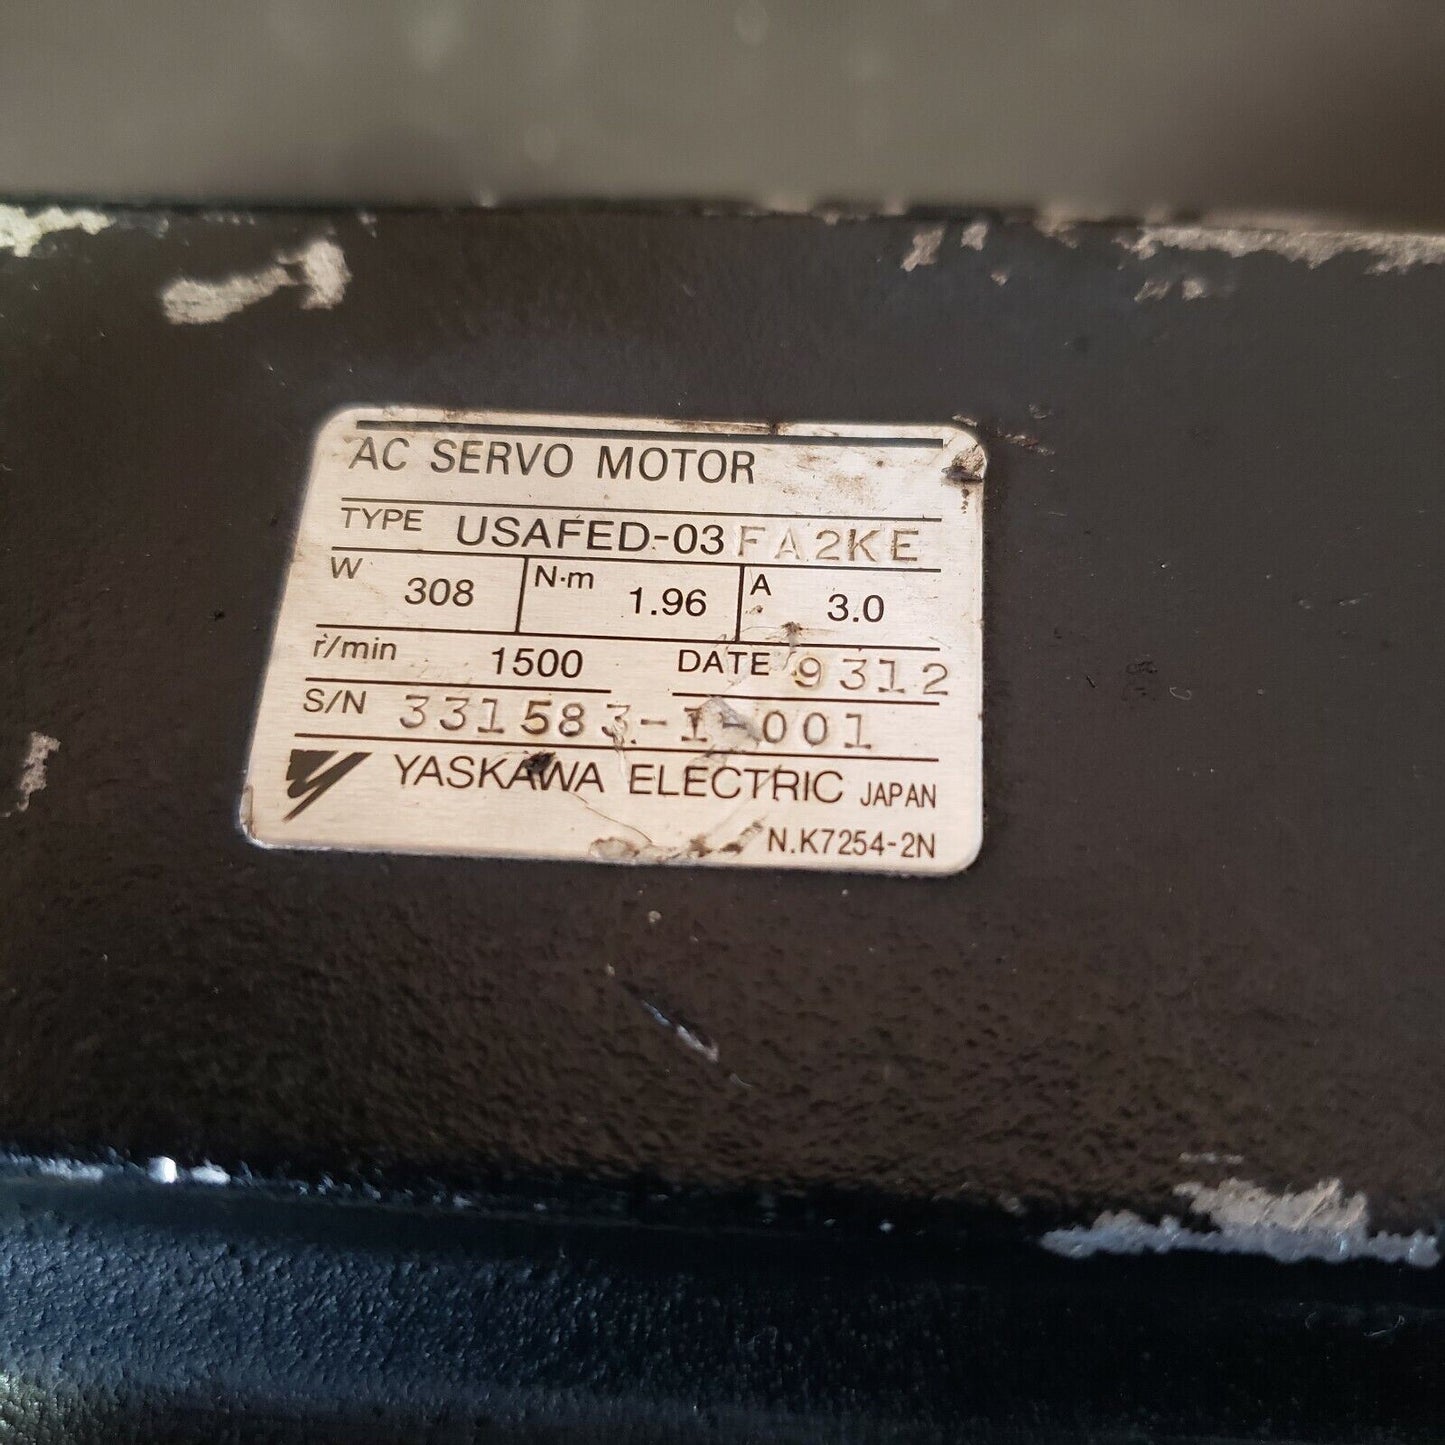 AC SERVO MOTOR
TYPE USAFED-03FA2KE
W 308 N·m 1.96 A 3.0
r/min 1500 DATE 9312
S/N 331583-1-001
YASKAWA ELECTRIC JAPAN
N.K7254-2N